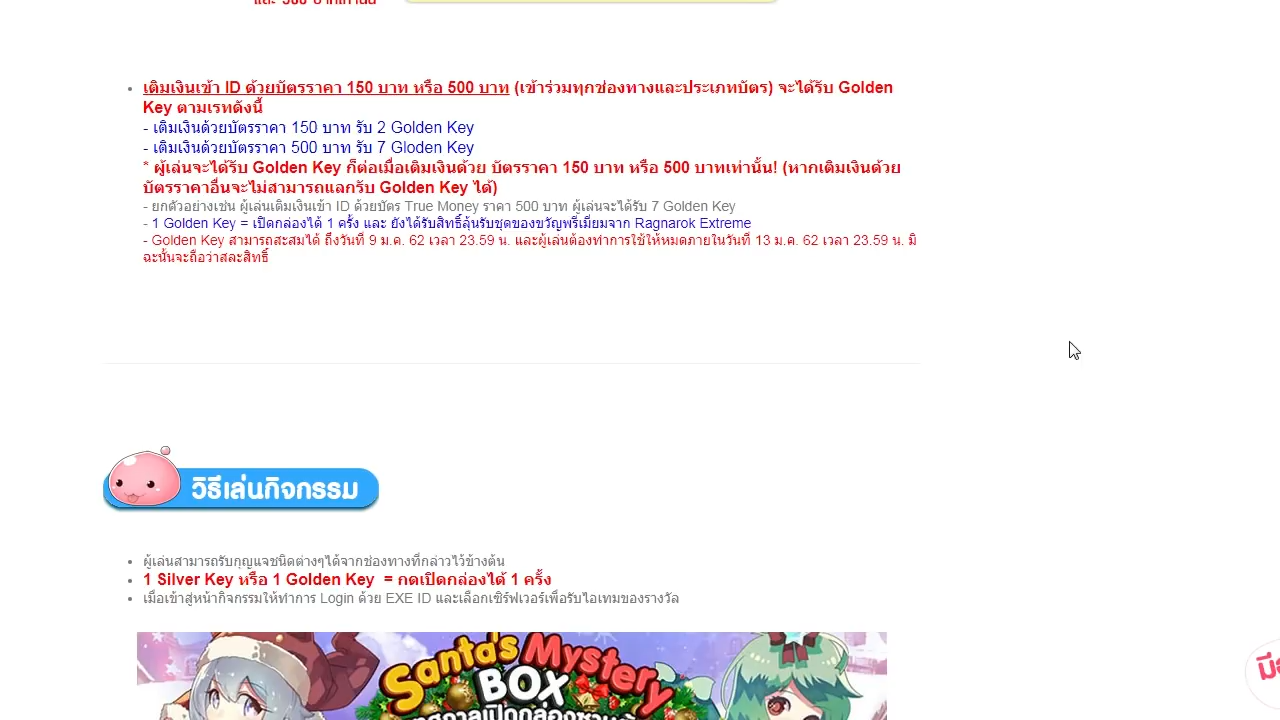 และ 500 บาทเท่านั้น
เติมเงินเข้า ID ด้วยบัตรราคา 150 บาท หรือ 500 บาท (เข้าร่วมทุกช่องทางและประเภทบัตร) จะได้รับ Golden
Key ตามเรทดังนี้
- เติมเงินด้วยบัตรราคา 150 บาท รับ 2 Golden Key
- เติมเงินด้วยบัตรราคา 500 บาท รับ 7 Gloden Key
* ผู้เล่นจะได้รับ Golden Key ก็ต่อเมื่อเติมเงินด้วย บัตรราคา 150 บาท หรือ 500 บาทเท่านั้น! (หากเติมเงินด้วย
บัตรราคาอื่นจะไม่สามารถแลกรับ Golden Key ได้)
- ยกตัวอย่างเช่น ผู้เล่นเติมเงินเข้า ID ด้วยบัตร True Money ราคา 500 บาท ผู้เล่นจะได้รับ 7 Golden Key
- 1 Golden Key = เปิดกล่องได้ 1 ครั้ง และ ยังได้รับสิทธิ์ลุ้นรับชุดของขวัญพรีเมี่ยมจาก Ragnarok Extreme
- Golden Key สามารถสะสมได้ ถึงวันที่ 9 ม.ค. 62 เวลา 23.59 น. และผู้เล่นต้องทำการใช้ให้หมดภายในวันที่ 13 ม.ค. 62 เวลา 23.59 น. มิ
ฉะนั้นจะถือว่าสละสิทธิ์
วิธีเล่นกิจกรรม
ผู้เล่นสามารถรับกุญแจชนิดต่างๆได้จากช่องทางที่กล่าวไว้ข้างต้น
1 Silver Key หรือ 1 Golden Key = กดเปิดกล่องได้ 1 ครั้ง
เมื่อเข้าสู่หน้ากิจกรรมให้ทำการ Login ด้วย EXE ID และเลือกเซิร์ฟเวอร์เพื่อรับไอเทมของรางวัล
Santa's Mystery
BOX